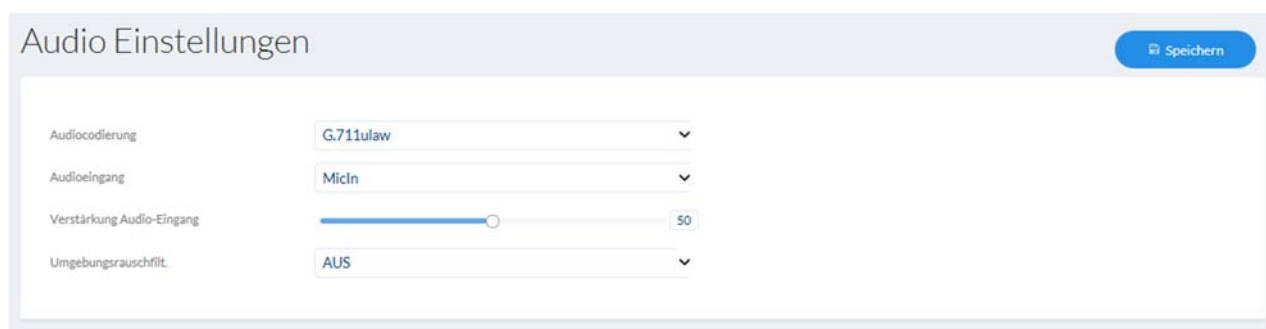 Audio Einstellungen
Speichern
Audiocodierung G.711ulaw
Audioeingang MicIn
Verstärkung Audio-Eingang 50
Umgebungsrauschfilt. AUS